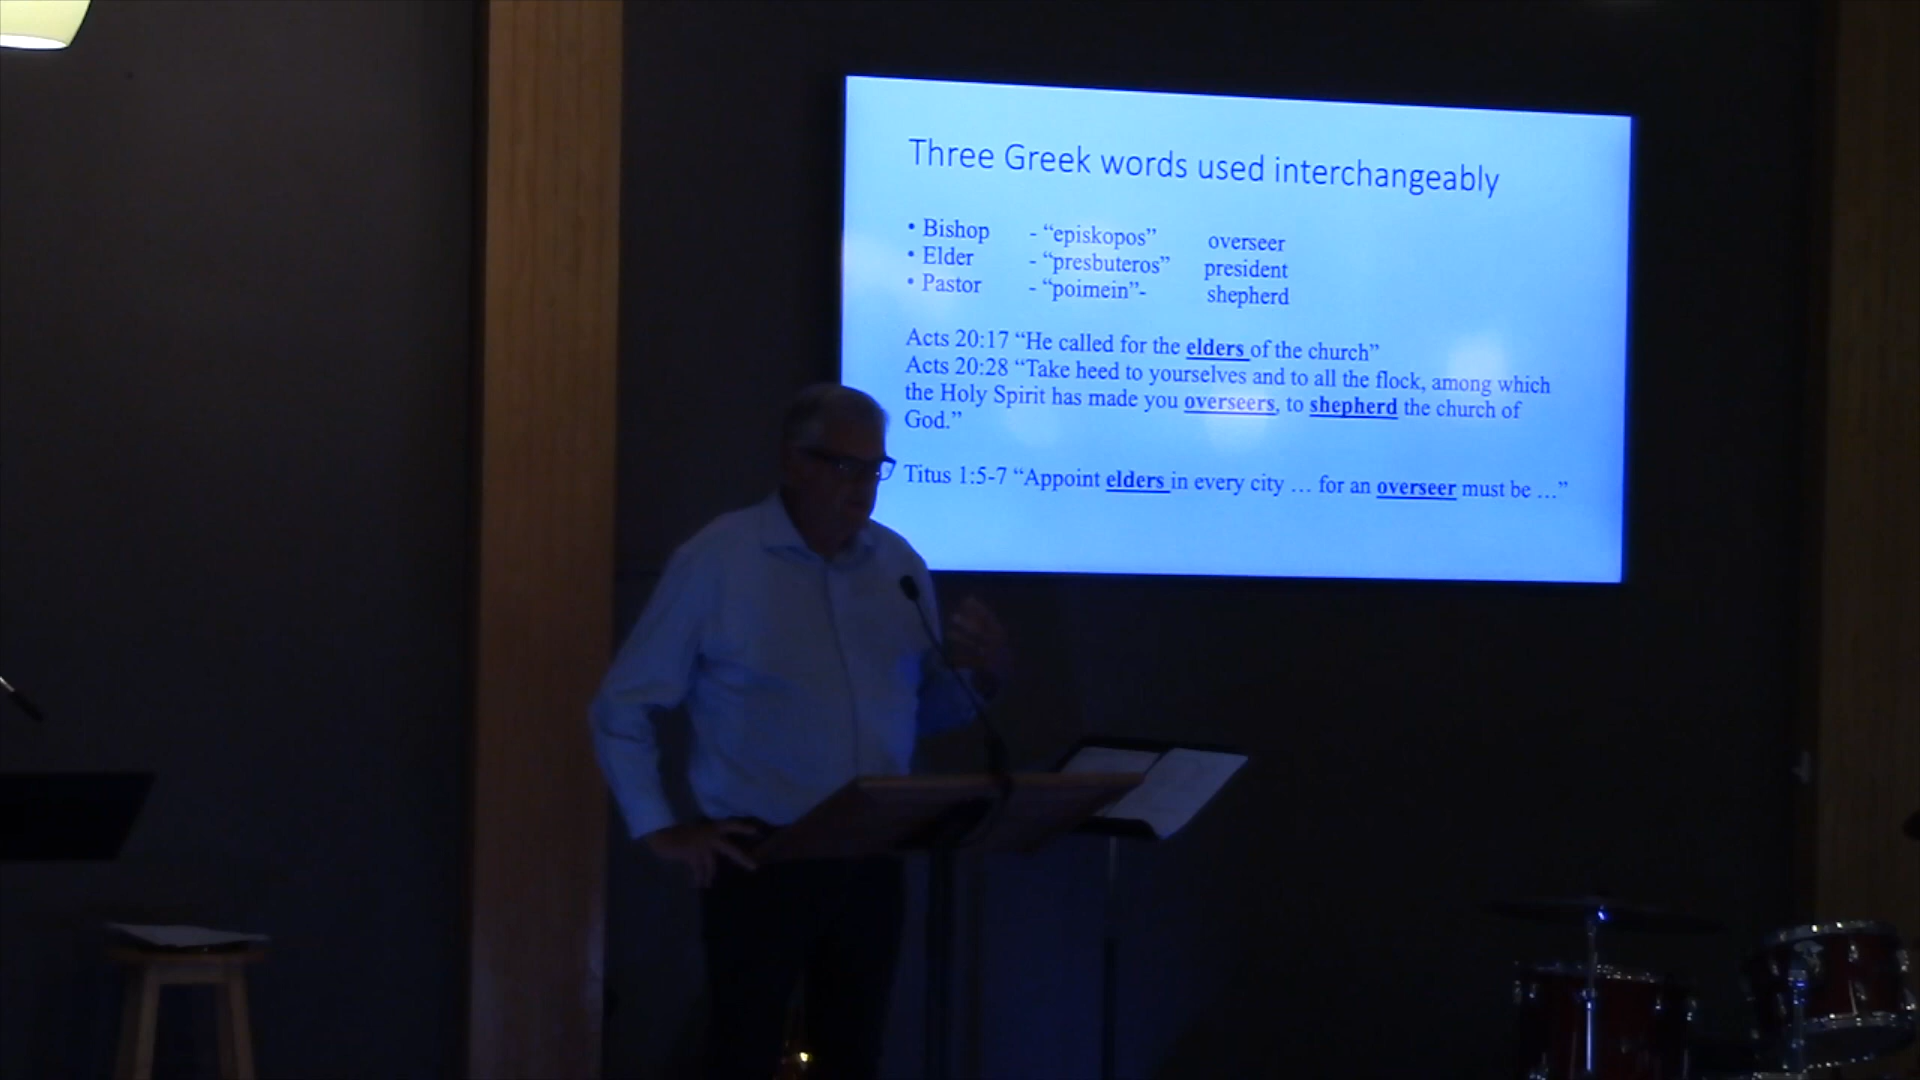 Three Greek words used interchangeably
• Bishop - “episkopos” overseer
• Elder - “presbuteros” president
• Pastor - “poimein”- shepherd
Acts 20:17 “He called for the elders of the church”
Acts 20:28 “Take heed to yourselves and to all the flock, among which
the Holy Spirit has made you overseers, to shepherd the church of
God.”
Titus 1:5-7 “Appoint elders in every city … for an overseer must be …”